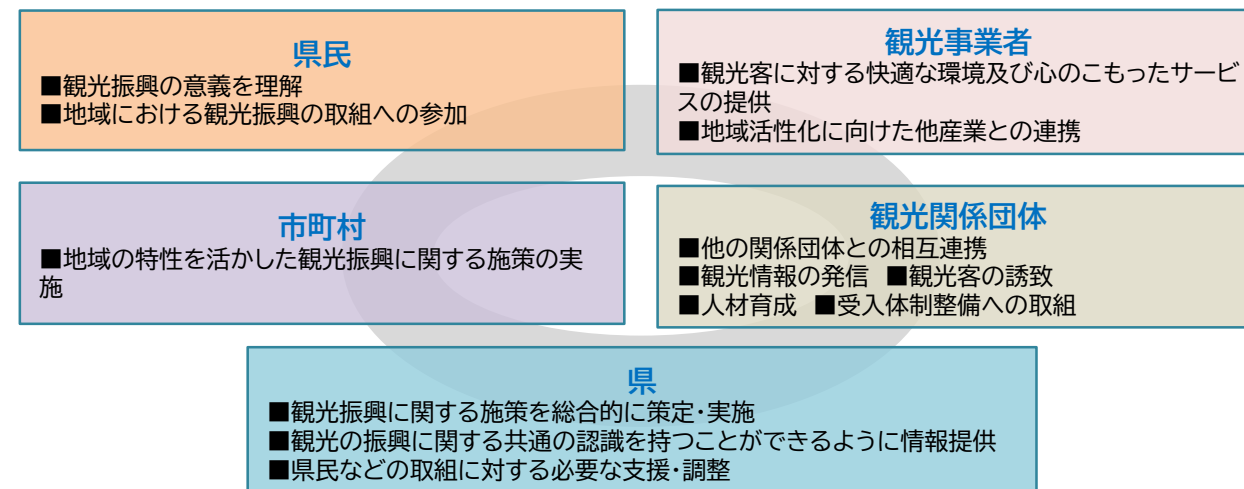 県民
■観光振興の意義を理解
■地域における観光振興の取組への参加
観光事業者
■観光客に対する快適な環境及び心のこもったサービ
スの提供
■地域活性化に向けた他産業との連携
市町村
■地域の特性を活かした観光振興に関する施策の実
施
観光関係団体
■他の関係団体との相互連携
■観光情報の発信 ■観光客の誘致
■人材育成 ■受入体制整備への取組
県
■観光振興に関する施策を総合的に策定・実施
■観光の振興に関する共通の認識を持つことができるように情報提供
■県民などの取組に対する必要な支援・調整